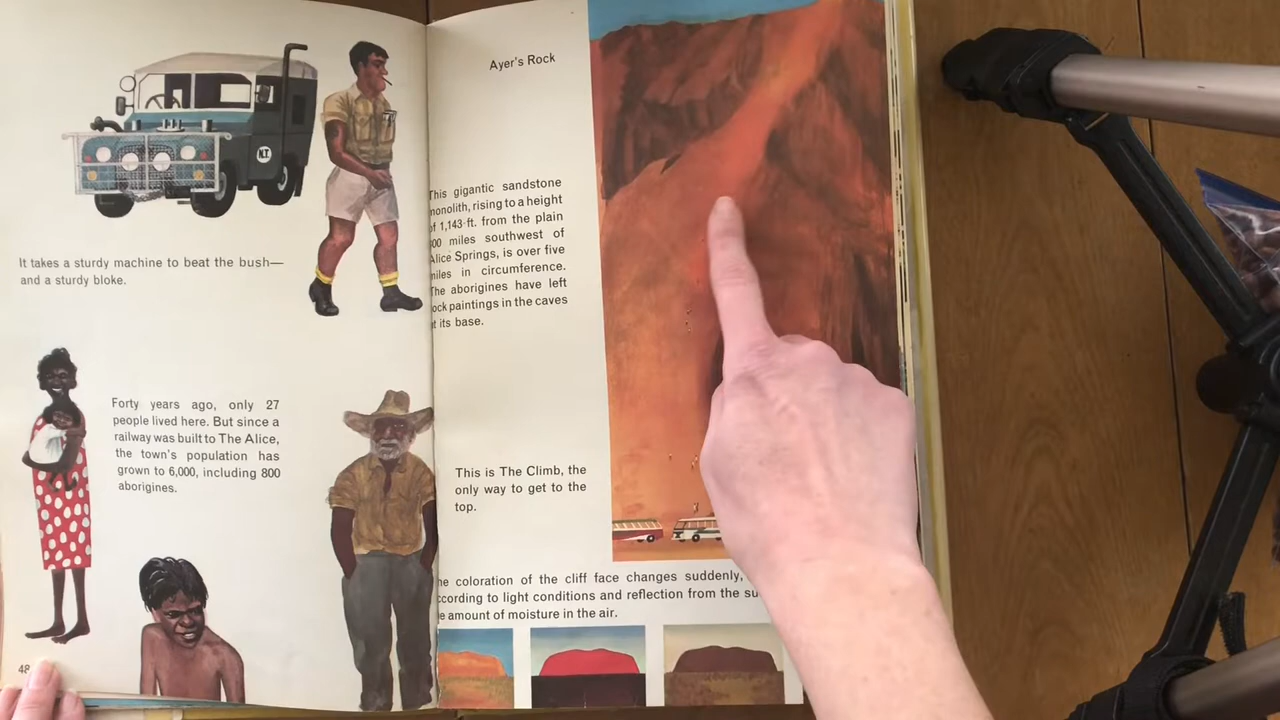 N.T.
It takes a sturdy machine to beat the bush—
and a sturdy bloke.
Forty years ago, only 27
people lived here. But since a
railway was built to The Alice,
the town's population has
grown to 6,000, including 800
aborigines.
48
Ayer's Rock
This gigantic sandstone
monolith, rising to a height
of 1,143-ft. from the plain
miles southwest of
Alice Springs, is over five
miles in circumference.
The aborigines have left
rock paintings in the caves
at its base.
This is The Climb, the
only way to get to the
top.
The coloration of the cliff face changes suddenly,
according to light conditions and reflection from the
amount of moisture in the air.